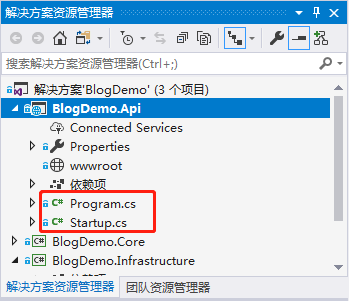 解决方案资源管理器
搜索解决方案资源管理器(Ctrl+;)
解决方案'BlogDemo' (3 个项目)
BlogDemo.Api
Connected Services
Properties
wwwroot
依赖项
C# Program.cs
C# Startup.cs
C# BlogDemo.Core
C# BlogDemo.Infrastructure
依赖项
解决方案资源管理器 团队资源管理器